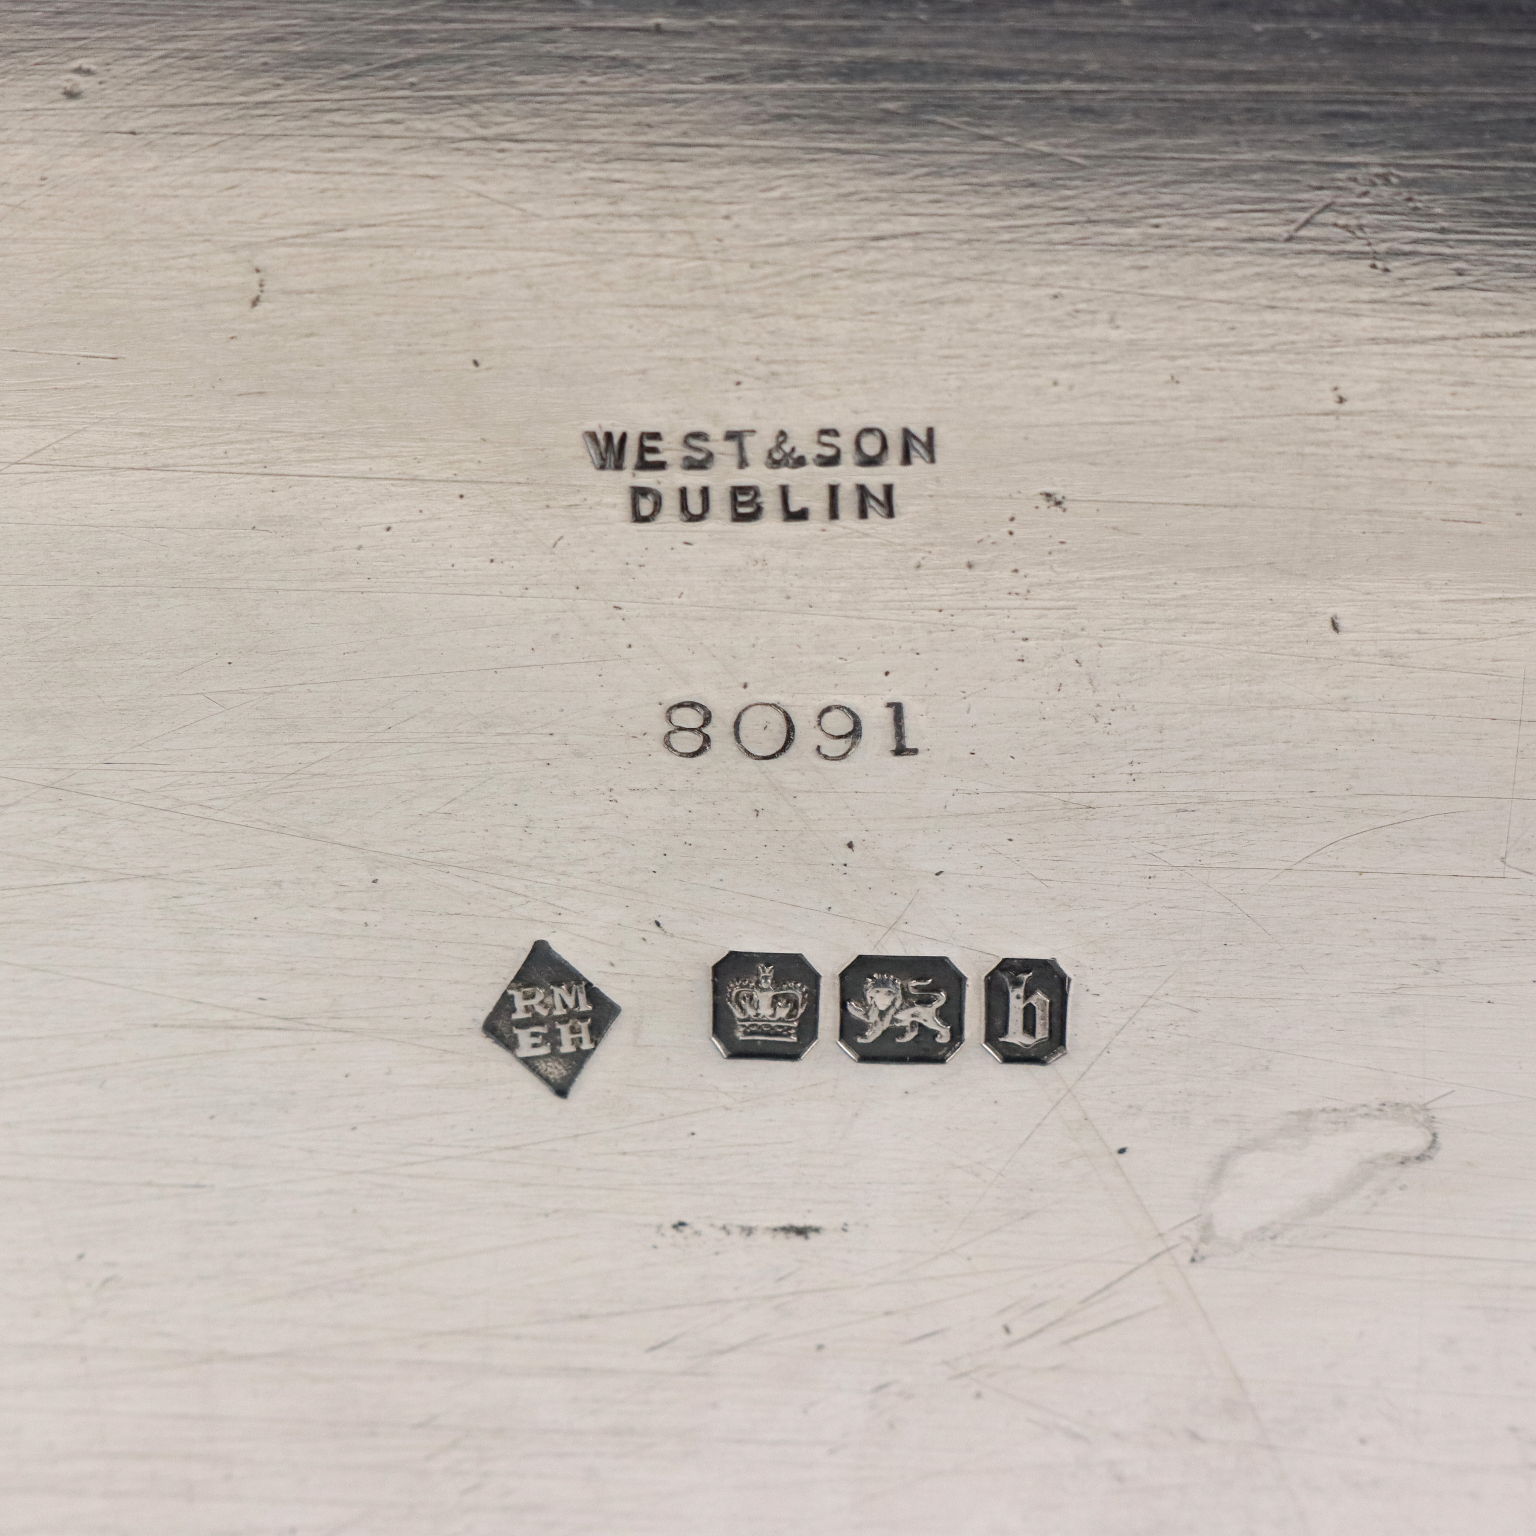 WEST&SON
DUBLIN
8091
RM
EH
b